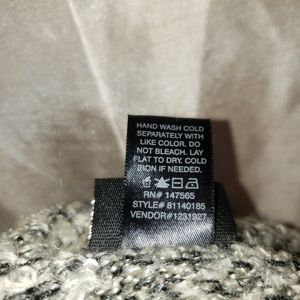 HAND WASH COLD
SEPARATELY WITH
LIKE COLOR. DO
NOT BLEACH. LAY
FLAT TO DRY. COLD
IRON IF NEEDED.
RN# 147565
STYLE# 81140185
VENDOR#1231927